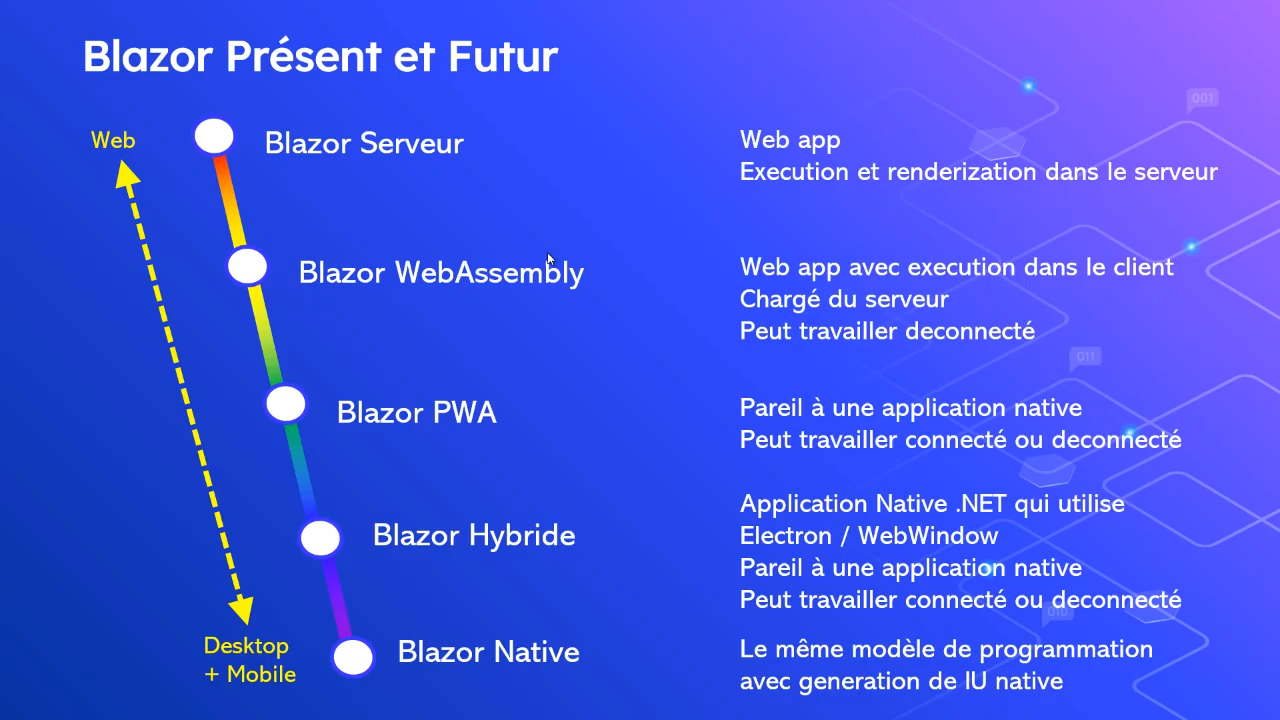 Blazor Présent et Futur
Web
Blazor Serveur
Web app
Execution et renderization dans le serveur
Blazor WebAssembly
Web app avec execution dans le client
Chargé du serveur
Peut travailler deconnecté
Blazor PWA
Pareil à une application native
Peut travailler connecté ou deconnecté
Blazor Hybride
Application Native .NET qui utilise
Electron / WebWindow
Pareil à une application native
Peut travailler connecté ou deconnecté
Desktop
+ Mobile
Blazor Native
Le même modèle de programmation
avec generation de IU native
001
011
010